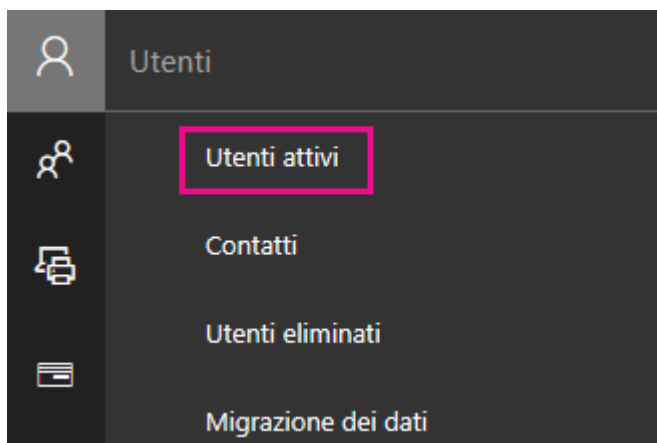 Utenti
Utenti attivi
Contatti
Utenti eliminati
Migrazione dei dati